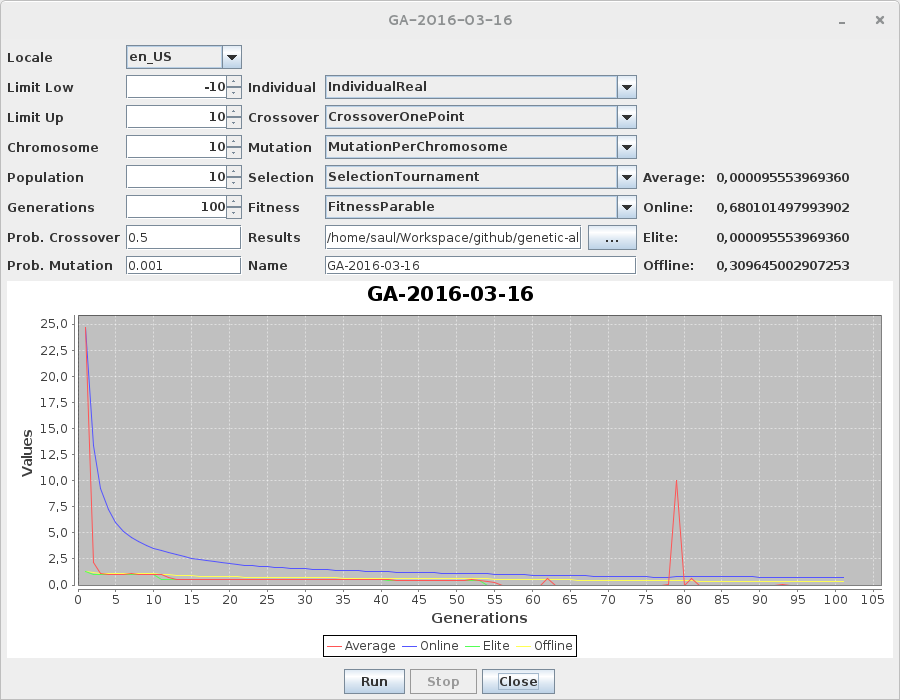 GA-2016-03-16
Locale en_US
Limit Low -10 Individual IndividualReal
Limit Up 10 Crossover CrossoverOnePoint
Chromosome 10 Mutation MutationPerChromosome
Population 10 Selection SelectionTournament Average: 0,000095553969360
Generations 100 Fitness FitnessParable Online: 0,680101497993902
Prob. Crossover 0.5 Results /home/saul/Workspace/github/genetic-al ... Elite: 0,000095553969360
Prob. Mutation 0.001 Name GA-2016-03-16 Offline: 0,309645002907253
GA-2016-03-16
Values
25,0
22,5
20,0
17,5
15,0
12,5
10,0
7,5
5,0
2,5
0,0
0 5 10 15 20 25 30 35 40 45 50 55 60 65 70 75 80 85 90 95 100 105
Generations
Average Online Elite Offline
Run Stop Close